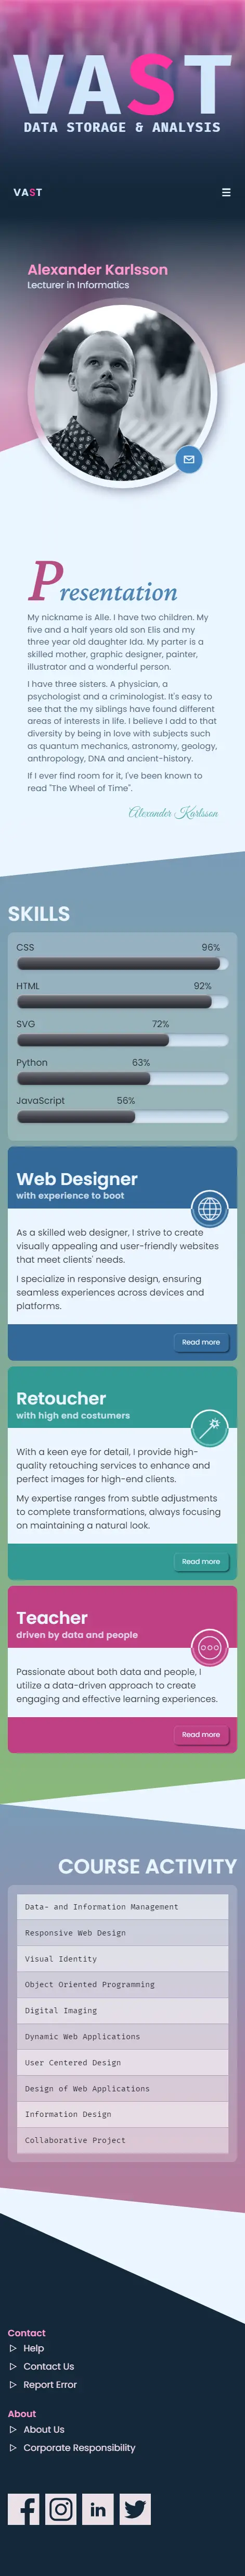 VAST
DATA STORAGE & ANALYSIS
VAST
Alexander Karlsson
Lecturer in Informatics
Presentation
My nickname is Alle. I have two children. My
five and a half years old son Elis and my
three year old daughter Ida. My parter is a
skilled mother, graphic designer, painter,
illustrator and a wonderful person.
I have three sisters. A physician, a
psychologist and a criminologist. It's easy to
see that the my siblings have found different
areas of interests in life. I believe I add to that
diversity by being in love with subjects such
as quantum mechanics, astronomy, geology,
anthropology, DNA and ancient-history.
If I ever find room for it, I've been known to
read "The Wheel of Time".
Alexander Karlsson
SKILLS
CSS 96%
HTML 92%
SVG 72%
Python 63%
JavaScript 56%
Web Designer
with experience to boot
As a skilled web designer, I strive to create
visually appealing and user-friendly websites
that meet clients' needs.
I specialize in responsive design, ensuring
seamless experiences across devices and
platforms.
Read more
Retoucher
with high end costumers
With a keen eye for detail, I provide high-
quality retouching services to enhance and
perfect images for high-end clients.
My expertise ranges from subtle adjustments
to complete transformations, always focusing
on maintaining a natural look.
Read more
Teacher
driven by data and people
Passionate about both data and people, I
utilize a data-driven approach to create
engaging and effective learning experiences.
Read more
COURSE ACTIVITY
Data- and Information Management
Responsive Web Design
Visual Identity
Object Oriented Programming
Digital Imaging
Dynamic Web Applications
User Centered Design
Design of Web Applications
Information Design
Collaborative Project
Contact
Help
Contact Us
Report Error
About
About Us
Corporate Responsibility